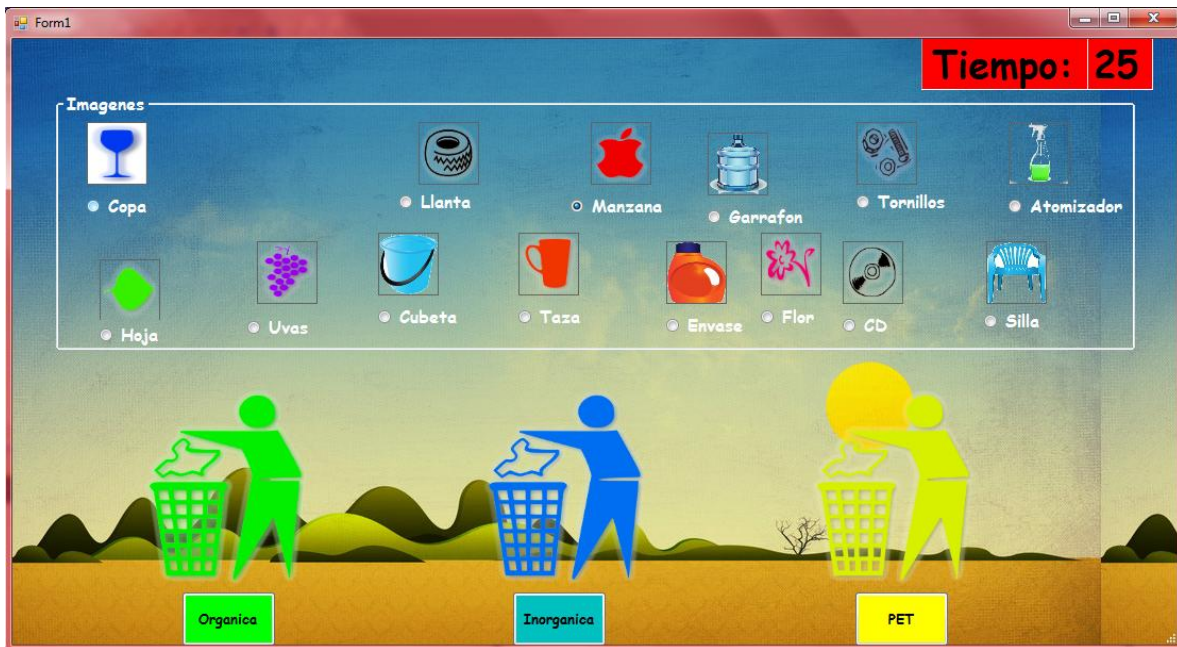 Form1
Tiempo: 25
Imagenes
Copa
Llanta
Manzana
Garrafon
Tornillos
Atomizador
Hoja
Uvas
Cubeta
Taza
Envase
Flor
CD
Silla
Organica
Inorganica
PET